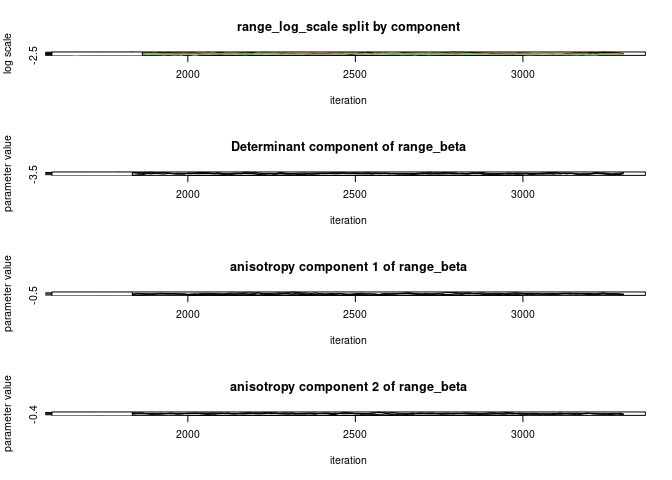 range_log_scale split by component
log scale
-2.5
2000 2500 3000
iteration
Determinant component of range_beta
parameter value
-3.5
2000 2500 3000
iteration
anisotropy component 1 of range_beta
parameter value
-0.5
2000 2500 3000
iteration
anisotropy component 2 of range_beta
parameter value
-0.4
2000 2500 3000
iteration